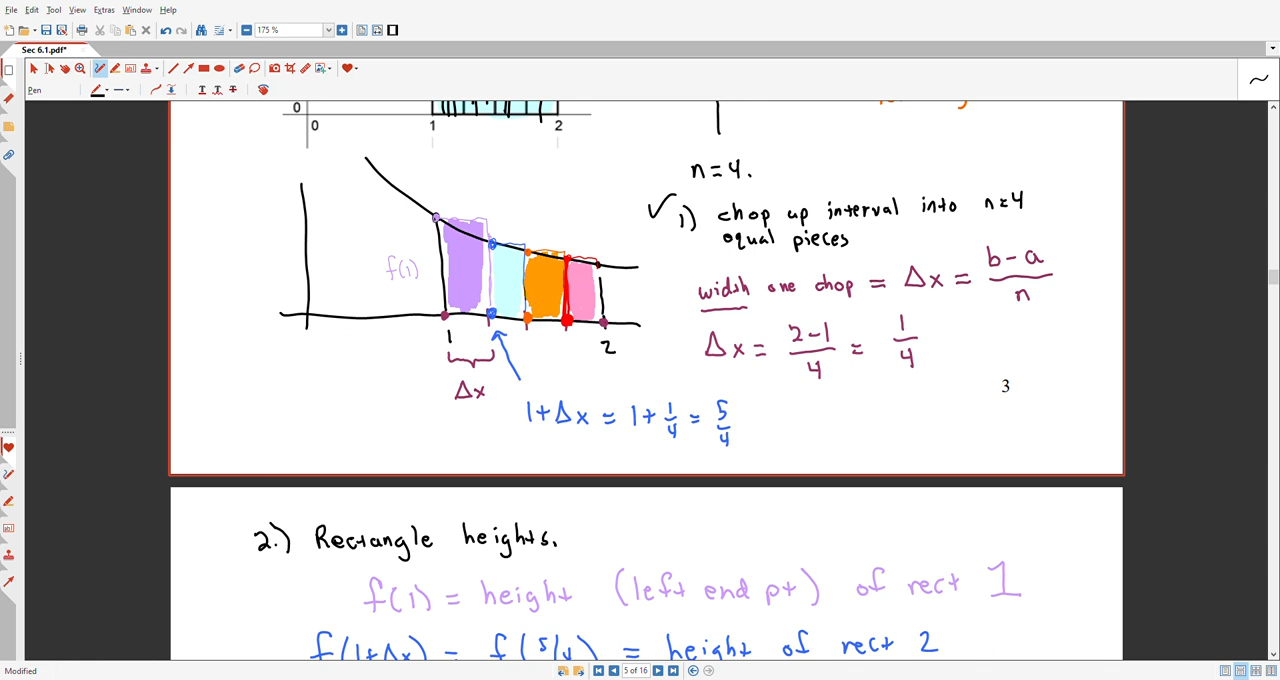 File Edit View Tools Extras Window Help
175 %
Sec 6.1.pdf*
Pen
0
0 1 2
n=4.
1) chop up interval into n=4
equal pieces
f(1)
width one chop = Δx = b-a
n
Δx = 2-1 = 1
4 4
1 2
Δx
3
1+Δx = 1+ 1/4 = 5/4
2.) Rectangle heights.
f(1) = height (left end pt) of rect 1
f(1+Δx) = f(5/4) = height of rect 2
Modified
5 of 16